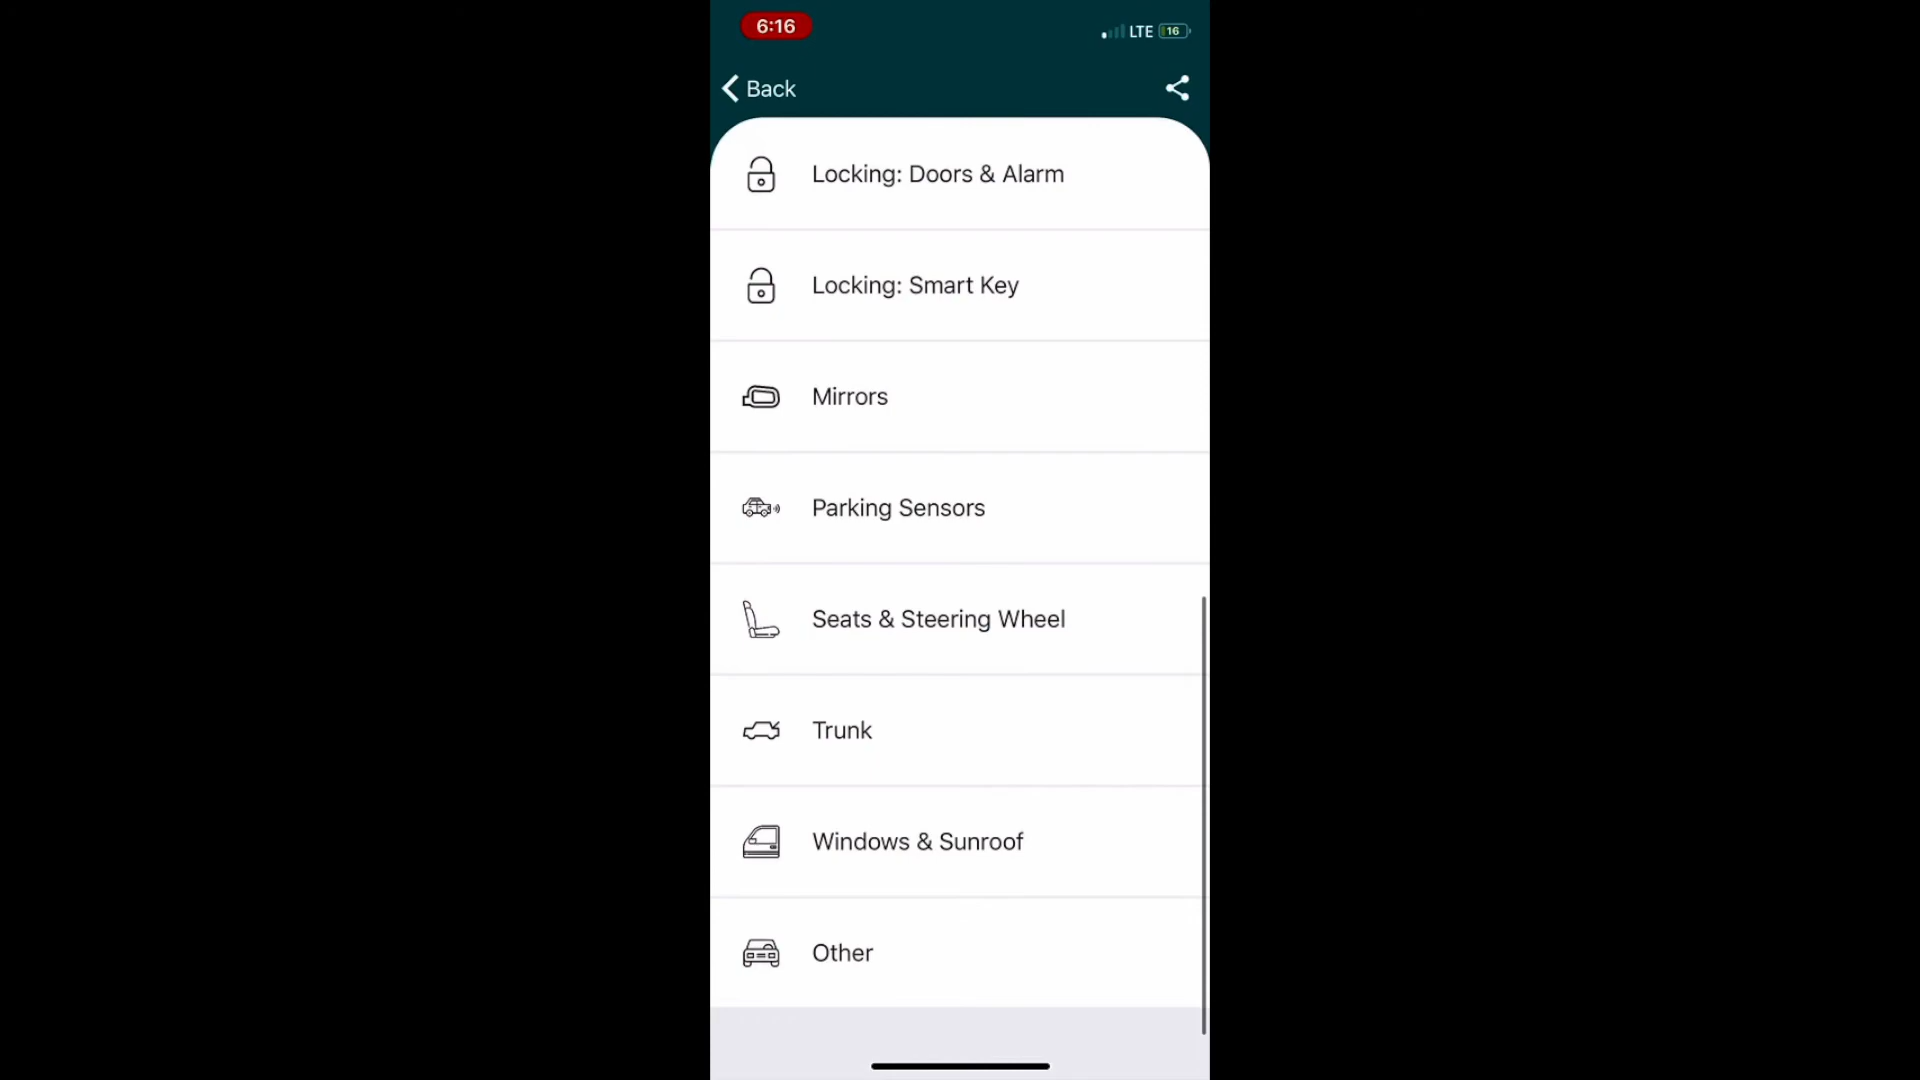 6:16
LTE 16
Back
Locking: Doors & Alarm
Locking: Smart Key
Mirrors
Parking Sensors
Seats & Steering Wheel
Trunk
Windows & Sunroof
Other